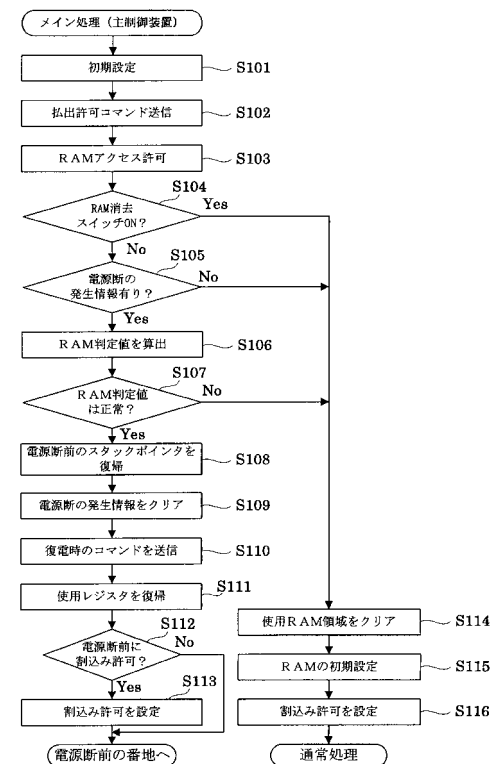 メイン処理(主制御装置)
初期設定
S101
払出許可コマンド送信
S102
RAMアクセス許可
S103
S104
RAM消去
スイッチON?
Yes
No
S105
電源断の
発生情報有り?
No
Yes
RAM判定値を算出
S106
S107
RAM判定値
は正常?
No
Yes
電源断前のスタックポインタを
復帰
S108
電源断の発生情報をクリア
S109
復電時のコマンドを送信
S110
使用レジスタを復帰
S111
S112
電源断前に
割込み許可?
No
Yes
S113
割込み許可を設定
電源断前の番地へ
使用RAM領域をクリア
S114
RAMの初期設定
S115
割込み許可を設定
S116
通常処理